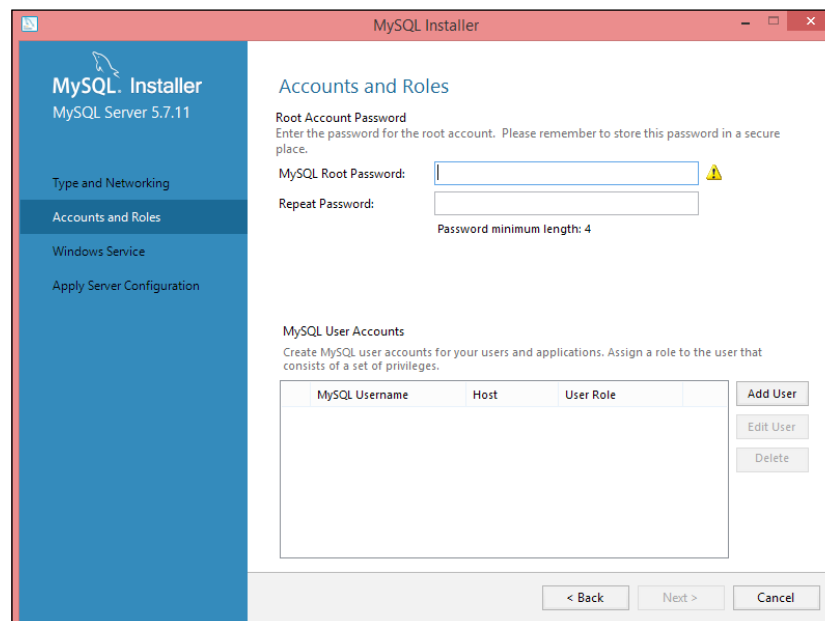 MySQL Installer
MySQL. Installer
MySQL Server 5.7.11
Type and Networking
Accounts and Roles
Windows Service
Apply Server Configuration
Accounts and Roles
Root Account Password
Enter the password for the root account. Please remember to store this password in a secure
place.
MySQL Root Password:
Repeat Password:
Password minimum length: 4
MySQL User Accounts
Create MySQL user accounts for your users and applications. Assign a role to the user that
consists of a set of privileges.
MySQL Username Host User Role
Add User
Edit User
Delete
< Back Next > Cancel